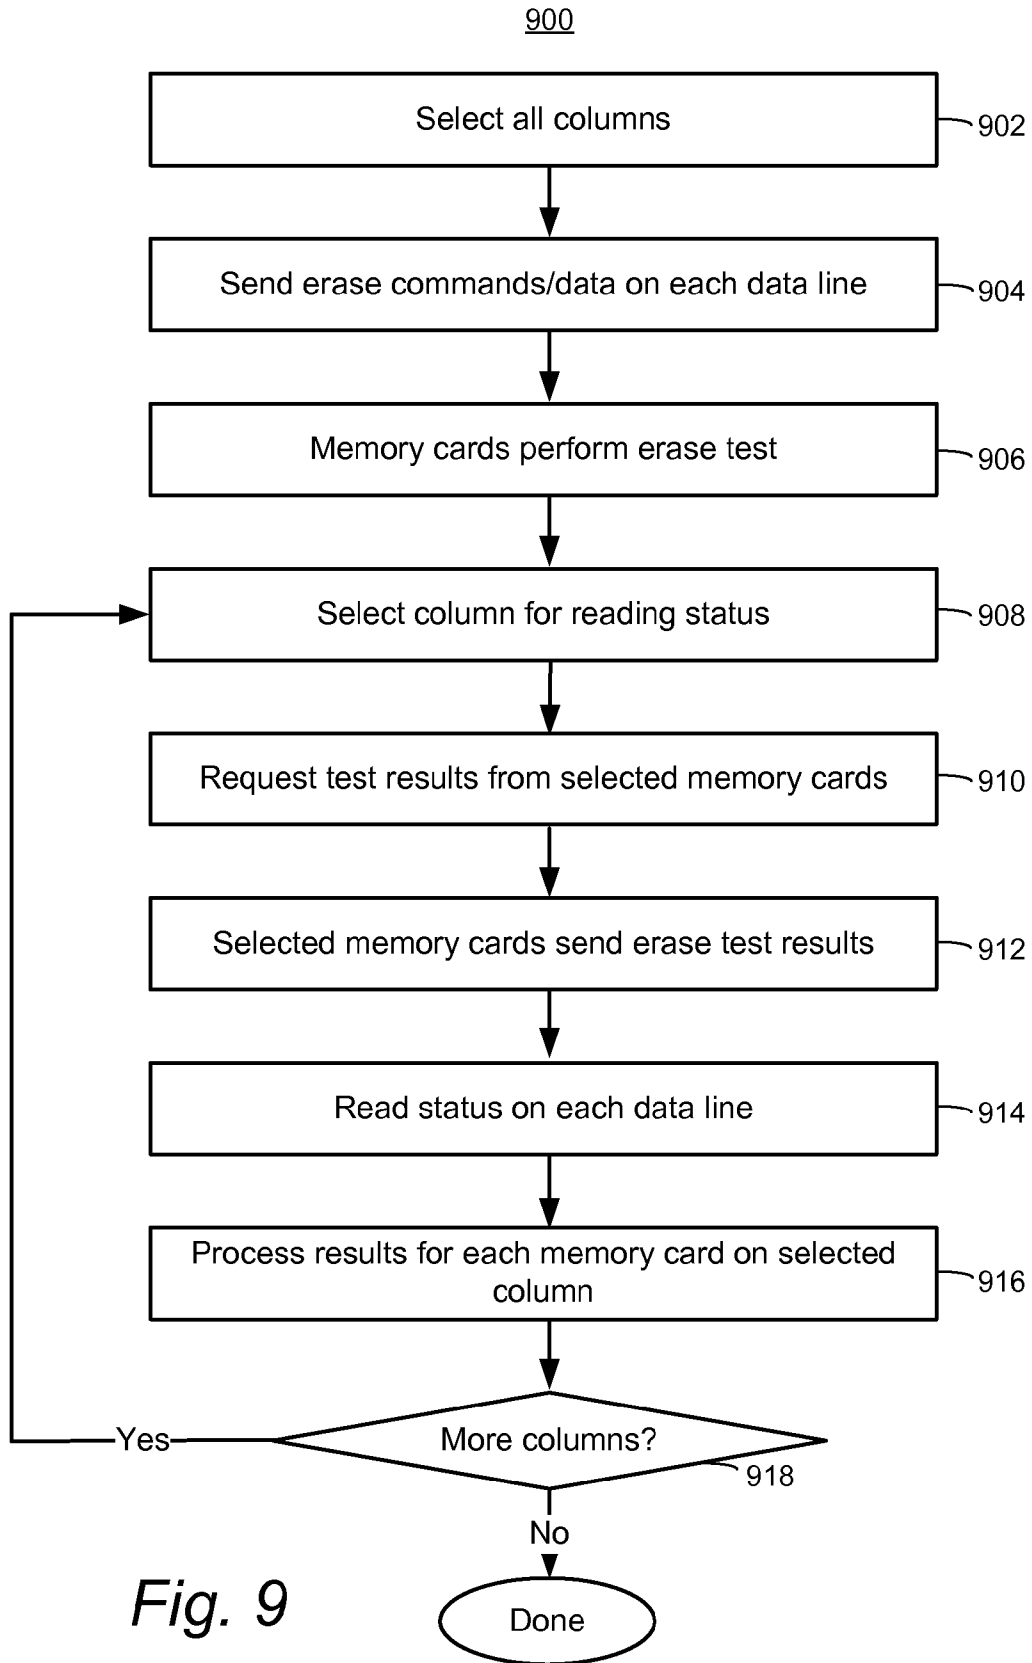 900
Select all columns
902
Send erase commands/data on each data line
904
Memory cards perform erase test
906
Select column for reading status
908
Request test results from selected memory cards
910
Selected memory cards send erase test results
912
Read status on each data line
914
Process results for each memory card on selected
column
916
More columns?
Yes
918
No
Done
Fig. 9